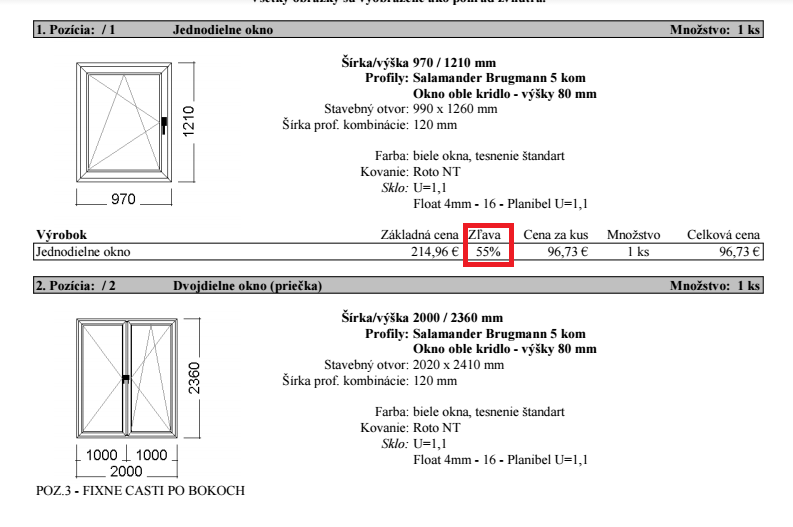 Všetky obrázky sú vyobrazené ako pohľad zvnútra.
1. Pozícia: / 1 Jednodielne okno Množstvo: 1 ks
Šírka/výška 970 / 1210 mm
Profily: Salamander Brugmann 5 kom
Okno oble kridlo - výšky 80 mm
Stavebný otvor: 990 x 1260 mm
Šírka prof. kombinácie: 120 mm
1210
970
Farba: biele okna, tesnenie štandart
Kovanie: Roto NT
Sklo: U=1,1
Float 4mm - 16 - Planibel U=1,1
Výrobok Základná cena Zľava Cena za kus Množstvo Celková cena
Jednodielne okno 214,96 € 55% 96,73 € 1 ks 96,73 €
2. Pozícia: / 2 Dvojdielne okno (priečka) Množstvo: 1 ks
Šírka/výška 2000 / 2360 mm
Profily: Salamander Brugmann 5 kom
Okno oble kridlo - výšky 80 mm
Stavebný otvor: 2020 x 2410 mm
Šírka prof. kombinácie: 120 mm
2360
Farba: biele okna, tesnenie štandart
Kovanie: Roto NT
Sklo: U=1,1
Float 4mm - 16 - Planibel U=1,1
1000 1000
2000
POZ.3 - FIXNE CASTI PO BOKOCH